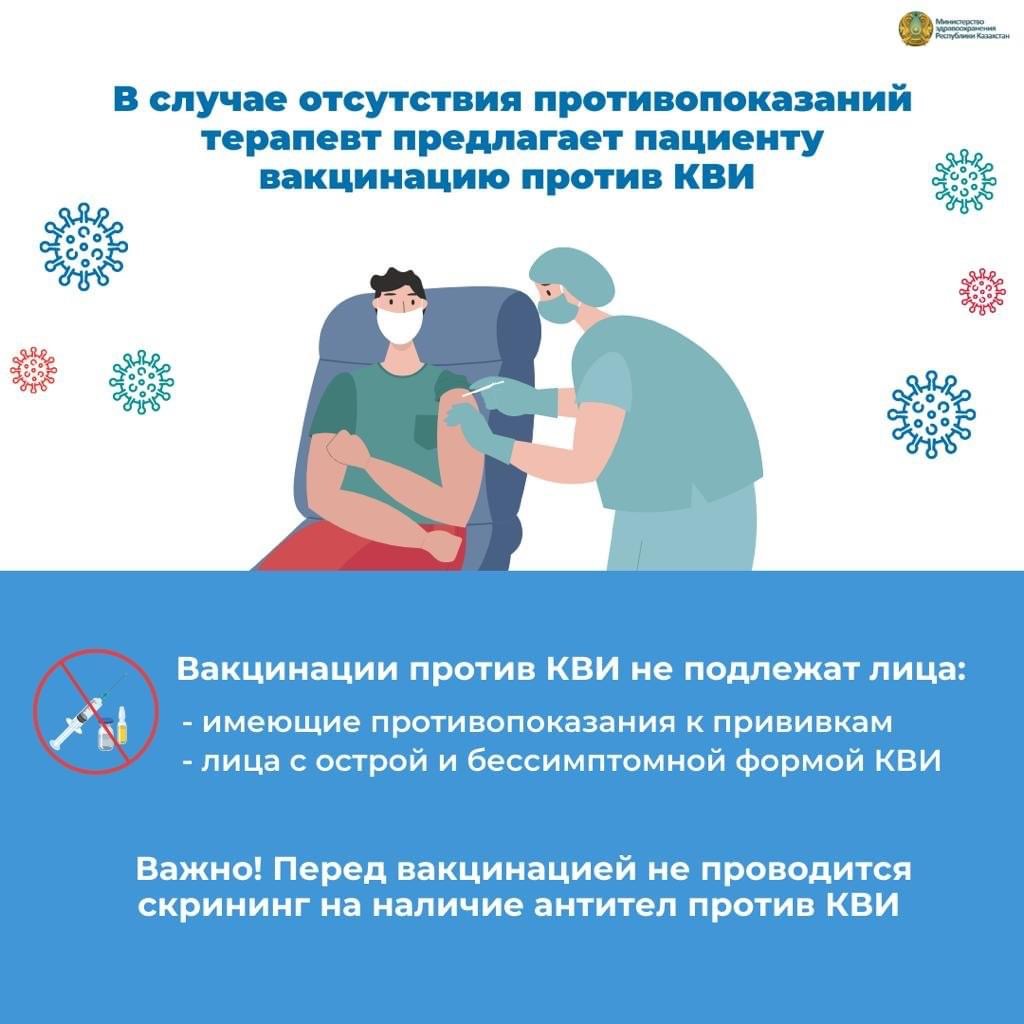 Министерство
здравоохранения
Республики Казахстан
В случае отсутствия противопоказаний
терапевт предлагает пациенту
вакцинацию против КВИ
Вакцинации против КВИ не подлежат лица:
- имеющие противопоказания к прививкам
- лица с острой и бессимптомной формой КВИ
Важно! Перед вакцинацией не проводится
скрининг на наличие антител против КВИ